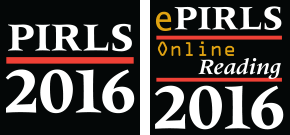 PIRLS
2016
ePIRLS
Online
Reading
2016